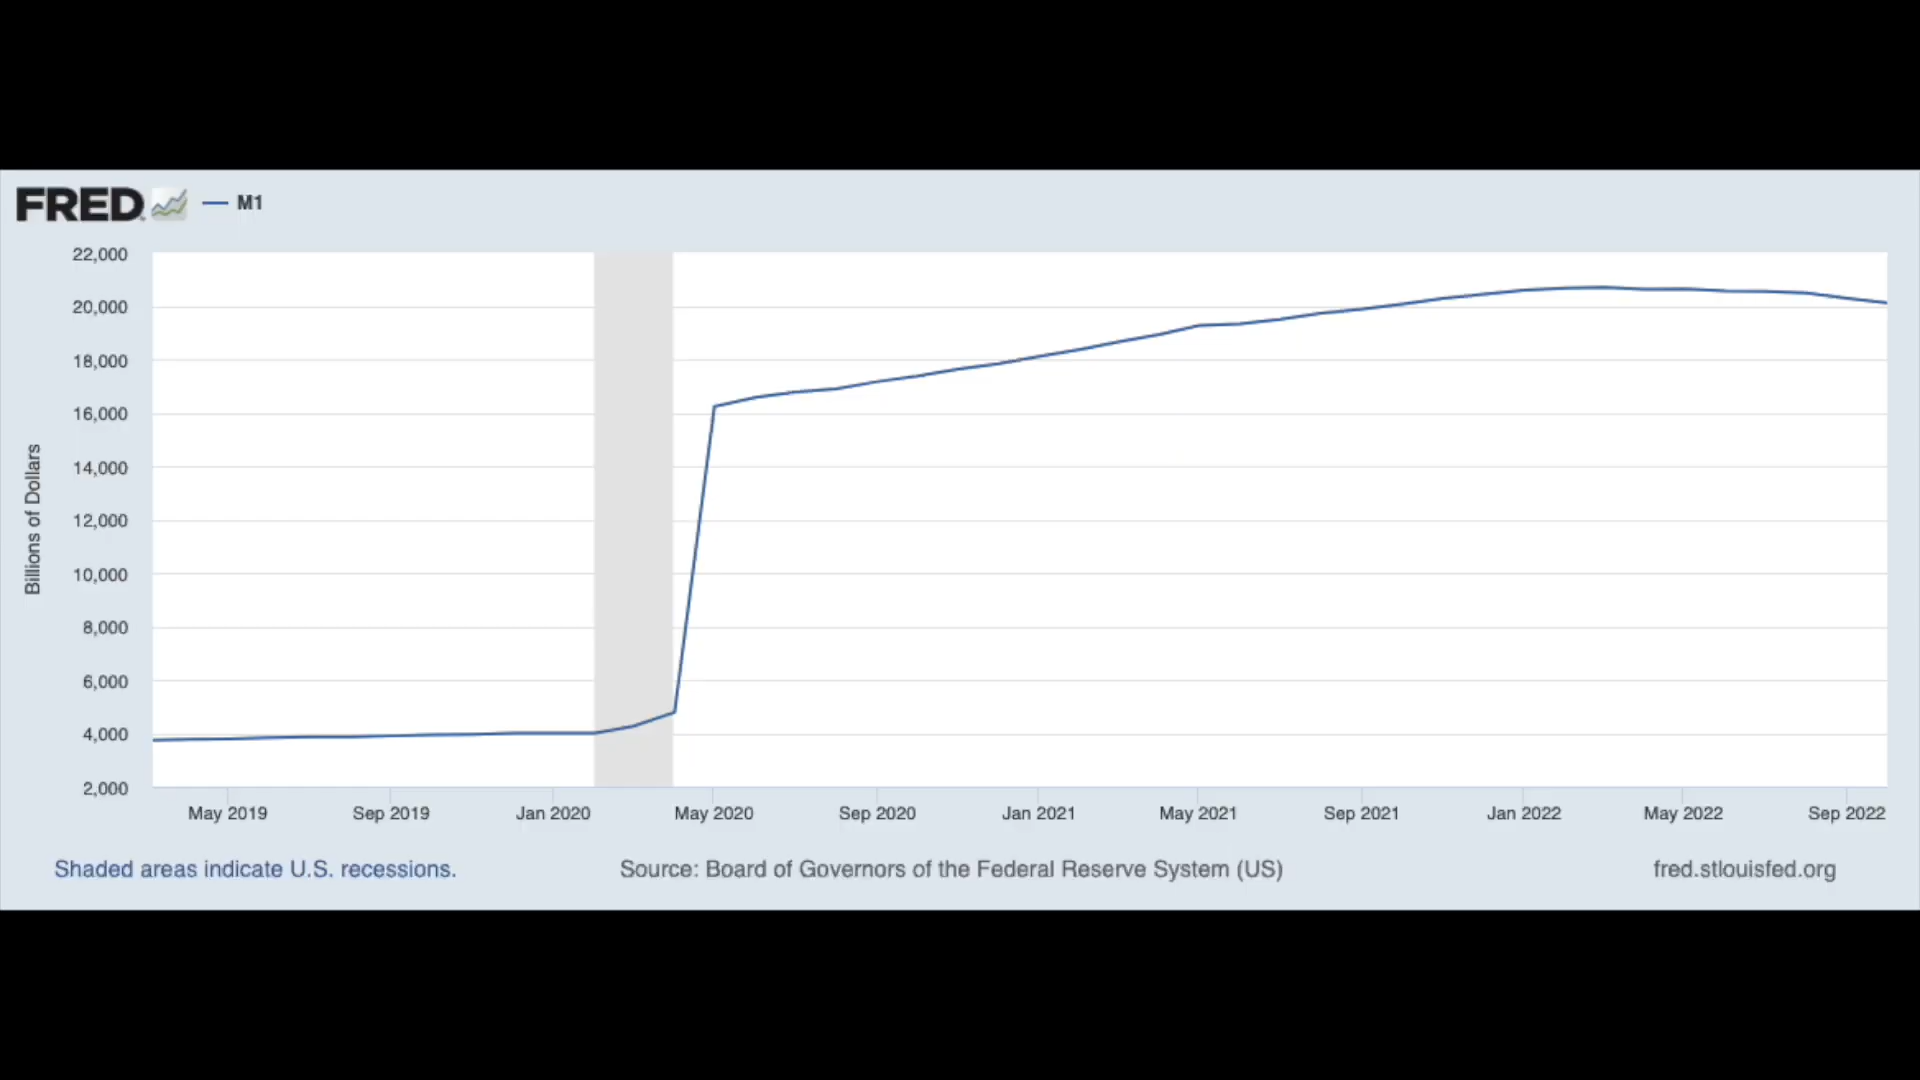 FRED
M1
22,000
20,000
18,000
16,000
14,000
12,000
10,000
8,000
6,000
4,000
2,000
Billions of Dollars
May 2019 Sep 2019 Jan 2020 May 2020 Sep 2020 Jan 2021 May 2021 Sep 2021 Jan 2022 May 2022 Sep 2022
Shaded areas indicate U.S. recessions. Source: Board of Governors of the Federal Reserve System (US) fred.stlouisfed.org